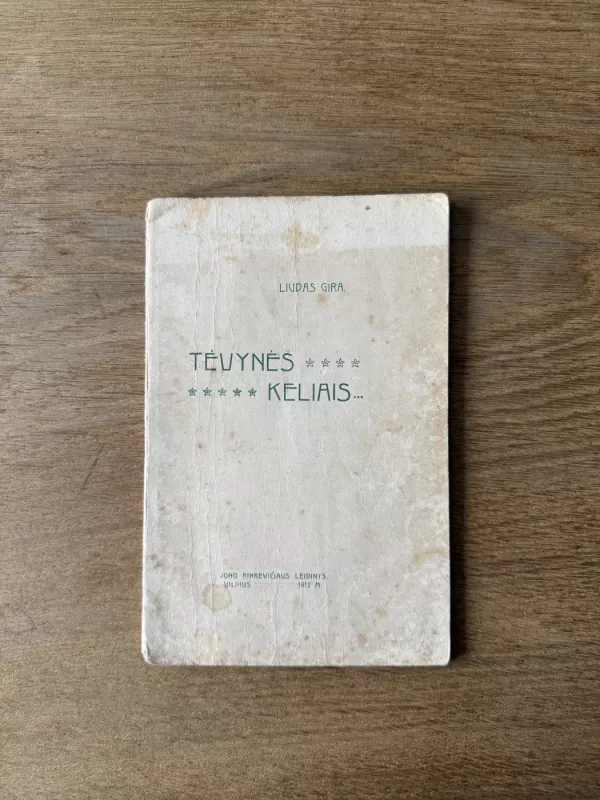 LIUDAS GIRA.
TĖVYNĖS ☆ ☆ ☆ ☆
☆ ☆ ☆ ☆ ☆ KELIAIS...
JONO RINKEVIČIAUS LEIDINYS.
VILNIUS 1912 M.